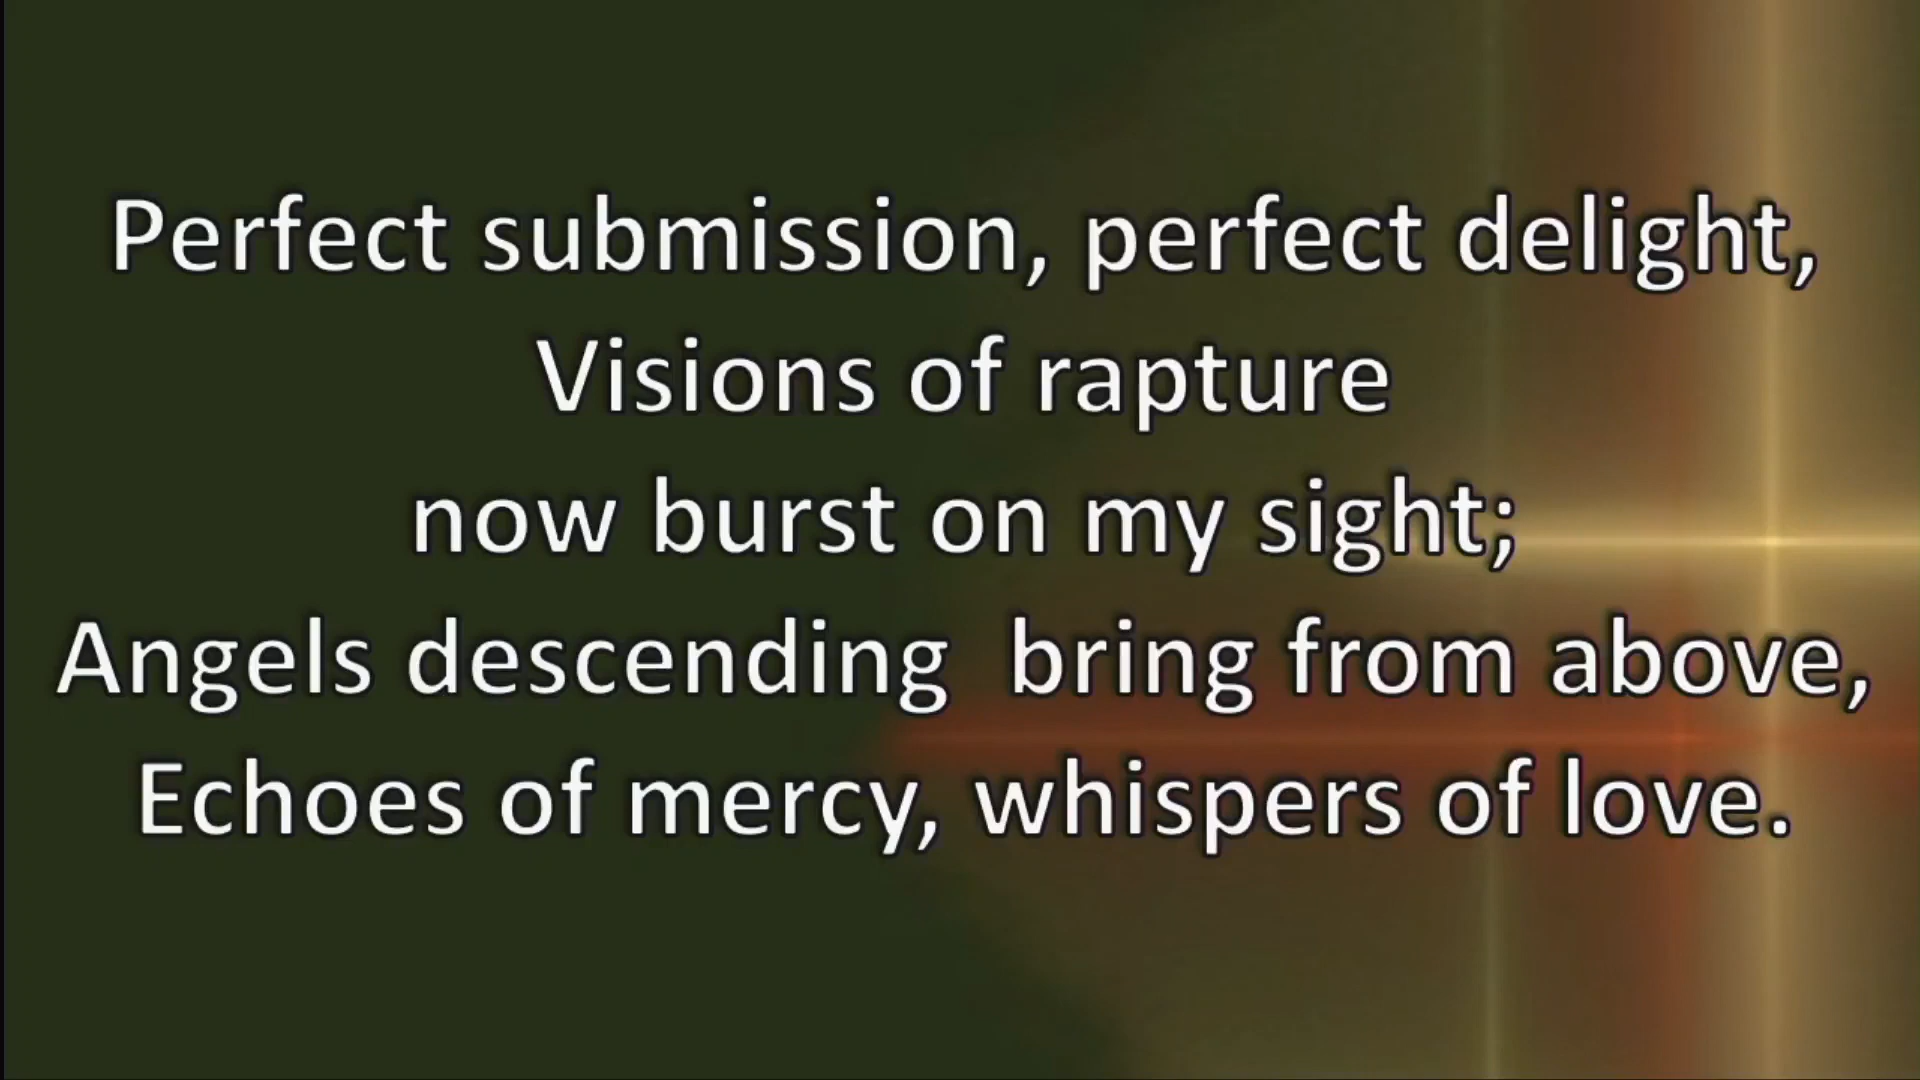 Perfect submission, perfect delight,
Visions of rapture
now burst on my sight;
Angels descending  bring from above,
Echoes of mercy, whispers of love.